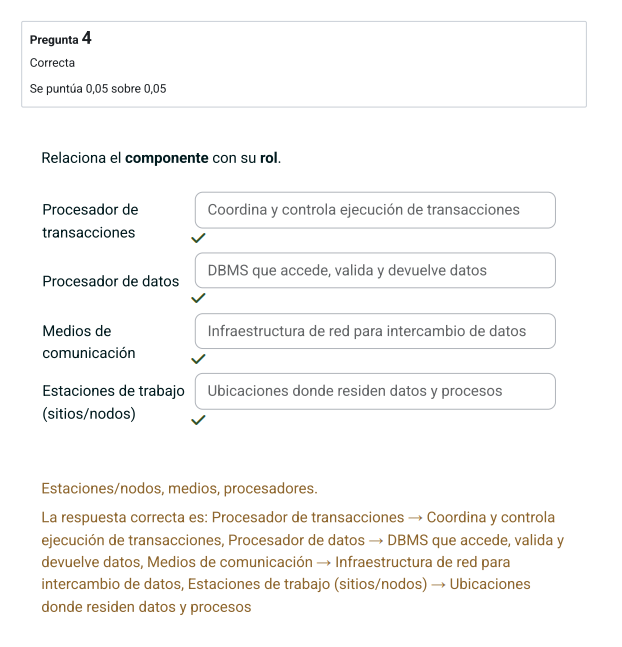 Pregunta 4
Correcta
Se puntúa 0,05 sobre 0,05
Relaciona el componente con su rol.
Procesador de
transacciones
Coordina y controla ejecución de transacciones
Procesador de datos
DBMS que accede, valida y devuelve datos
Medios de
comunicación
Infraestructura de red para intercambio de datos
Estaciones de trabajo
(sitios/nodos)
Ubicaciones donde residen datos y procesos
Estaciones/nodos, medios, procesadores.
La respuesta correcta es: Procesador de transacciones → Coordina y controla
ejecución de transacciones, Procesador de datos → DBMS que accede, valida y
devuelve datos, Medios de comunicación → Infraestructura de red para
intercambio de datos, Estaciones de trabajo (sitios/nodos) → Ubicaciones
donde residen datos y procesos